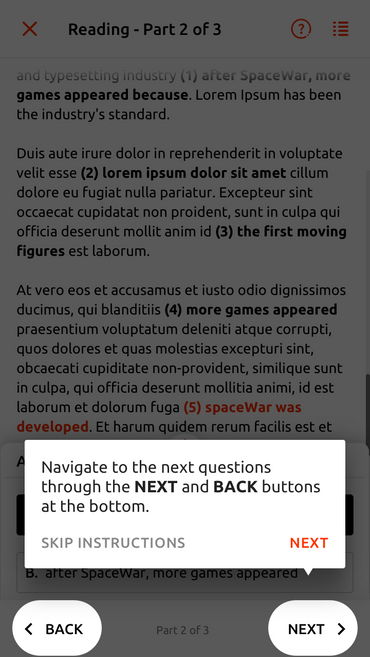 Reading - Part 2 of 3
?
and typesetting industry (1) after SpaceWar, more
games appeared because. Lorem Ipsum has been
the industry's standard.
Duis aute irure dolor in reprehenderit in voluptate
velit esse (2) lorem ipsum dolor sit amet cillum
dolore eu fugiat nulla pariatur. Excepteur sint
occaecat cupidatat non proident, sunt in culpa qui
officia deserunt mollit anim id (3) the first moving
figures est laborum.
At vero eos et accusamus et iusto odio dignissimos
ducimus, qui blanditiis (4) more games appeared
praesentium voluptatum deleniti atque corrupti,
quos dolores et quas molestias excepturi sint,
obcaecati cupiditate non-provident, similique sunt
in culpa, qui officia deserunt mollitia animi, id est
laborum et dolorum fuga (5) spaceWar was
developed. Et harum quidem rerum facilis est et
A
Navigate to the next questions
through the NEXT and BACK buttons
at the bottom.
SKIP INSTRUCTIONS NEXT
B. after SpaceWar, more games appeared
BACK Part 2 of 3 NEXT